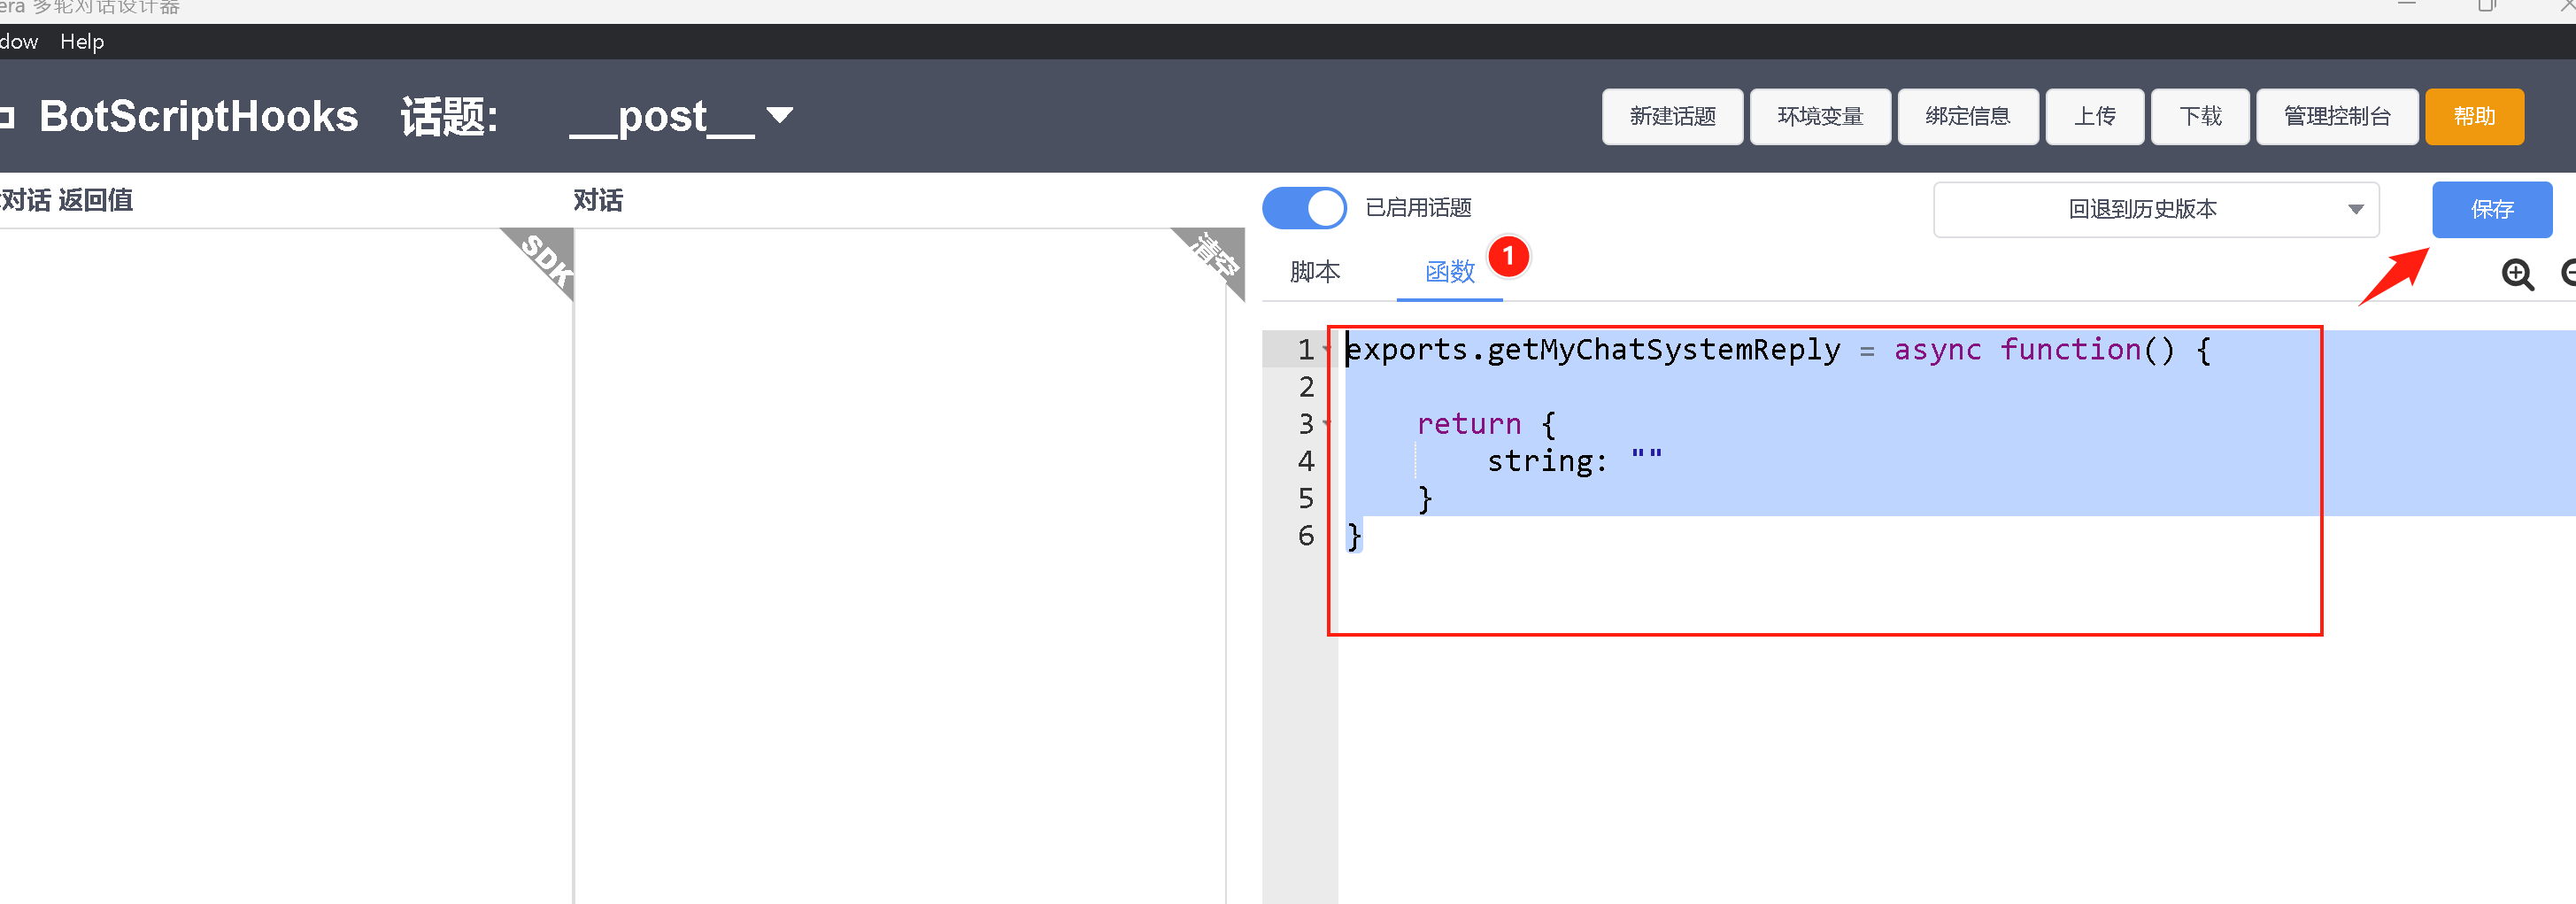 era 多轮对话设计器
dow Help
BotScriptHooks 话题: __post__
新建话题 环境变量 绑定信息 上传 下载 管理控制台 帮助
对话 返回值 对话 已启用话题 回退到历史版本 保存
SDK 清空
脚本 函数 1
1 exports.getMyChatSystemReply = async function() {
2
3 return {
4 string: ""
5 }
6 }